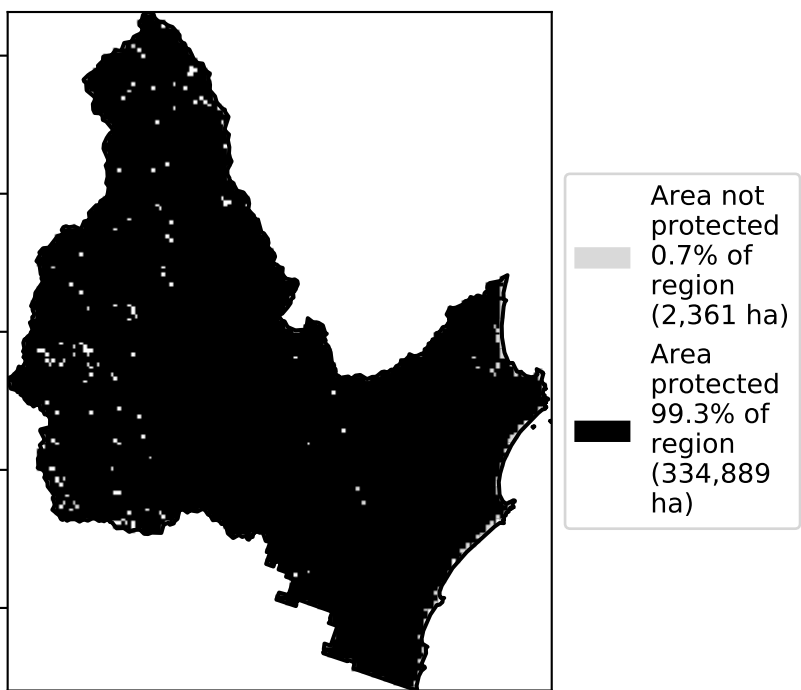 Area not
protected
0.7% of
region
(2,361 ha)
Area
protected
99.3% of
region
(334,889
ha)